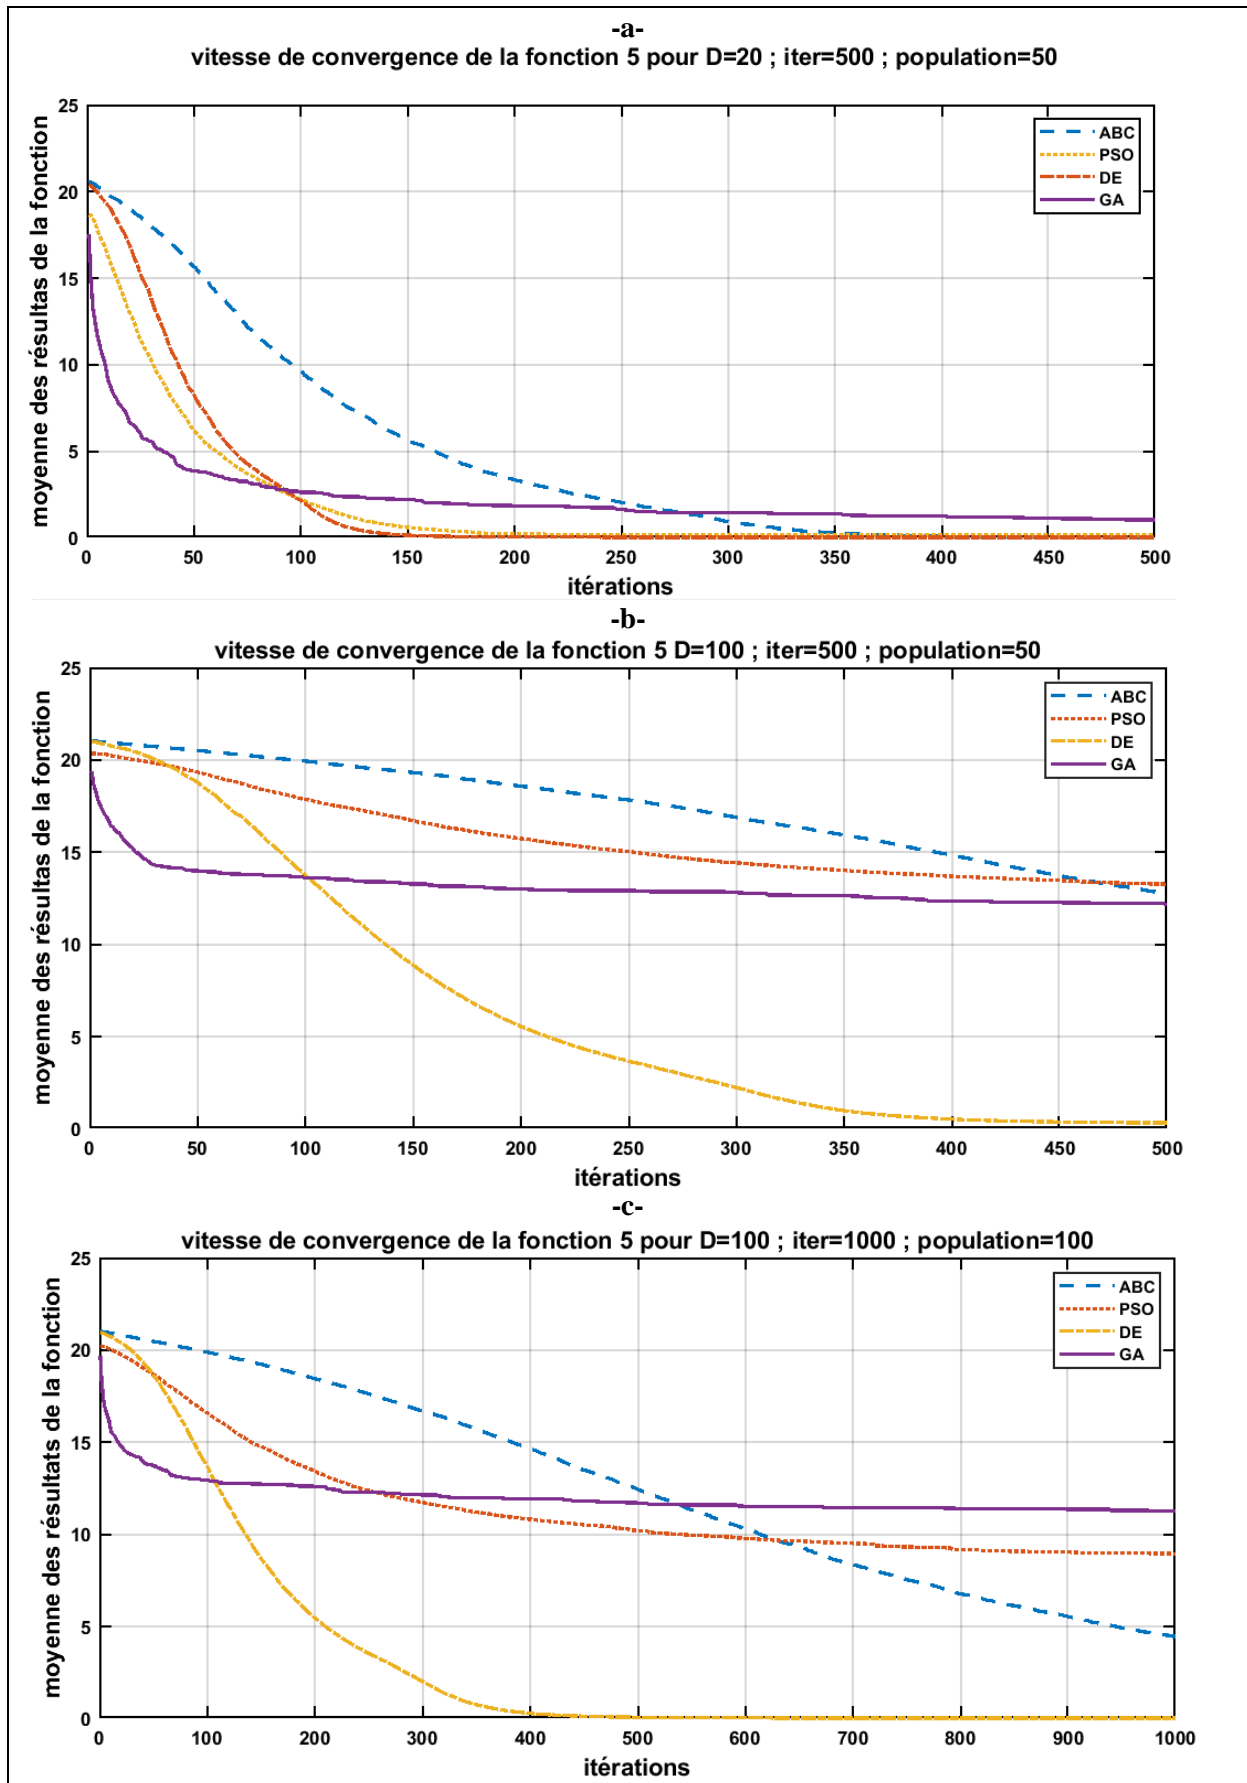 -a-
vitesse de convergence de la fonction 5 pour D=20 ; iter=500 ; population=50
moyenne des résultas de la fonction
25
20
15
10
5
0
ABC
PSO
DE
GA
0 50 100 150 200 250 300 350 400 450 500
itérations
-b-
vitesse de convergence de la fonction 5 D=100 ; iter=500 ; population=50
moyenne des résultas de la fonction
25
20
15
10
5
0
ABC
PSO
DE
GA
0 50 100 150 200 250 300 350 400 450 500
itérations
-c-
vitesse de convergence de la fonction 5 pour D=100 ; iter=1000 ; population=100
moyenne des résultats de la fonction
25
20
15
10
5
0
ABC
PSO
DE
GA
0 100 200 300 400 500 600 700 800 900 1000
itérations